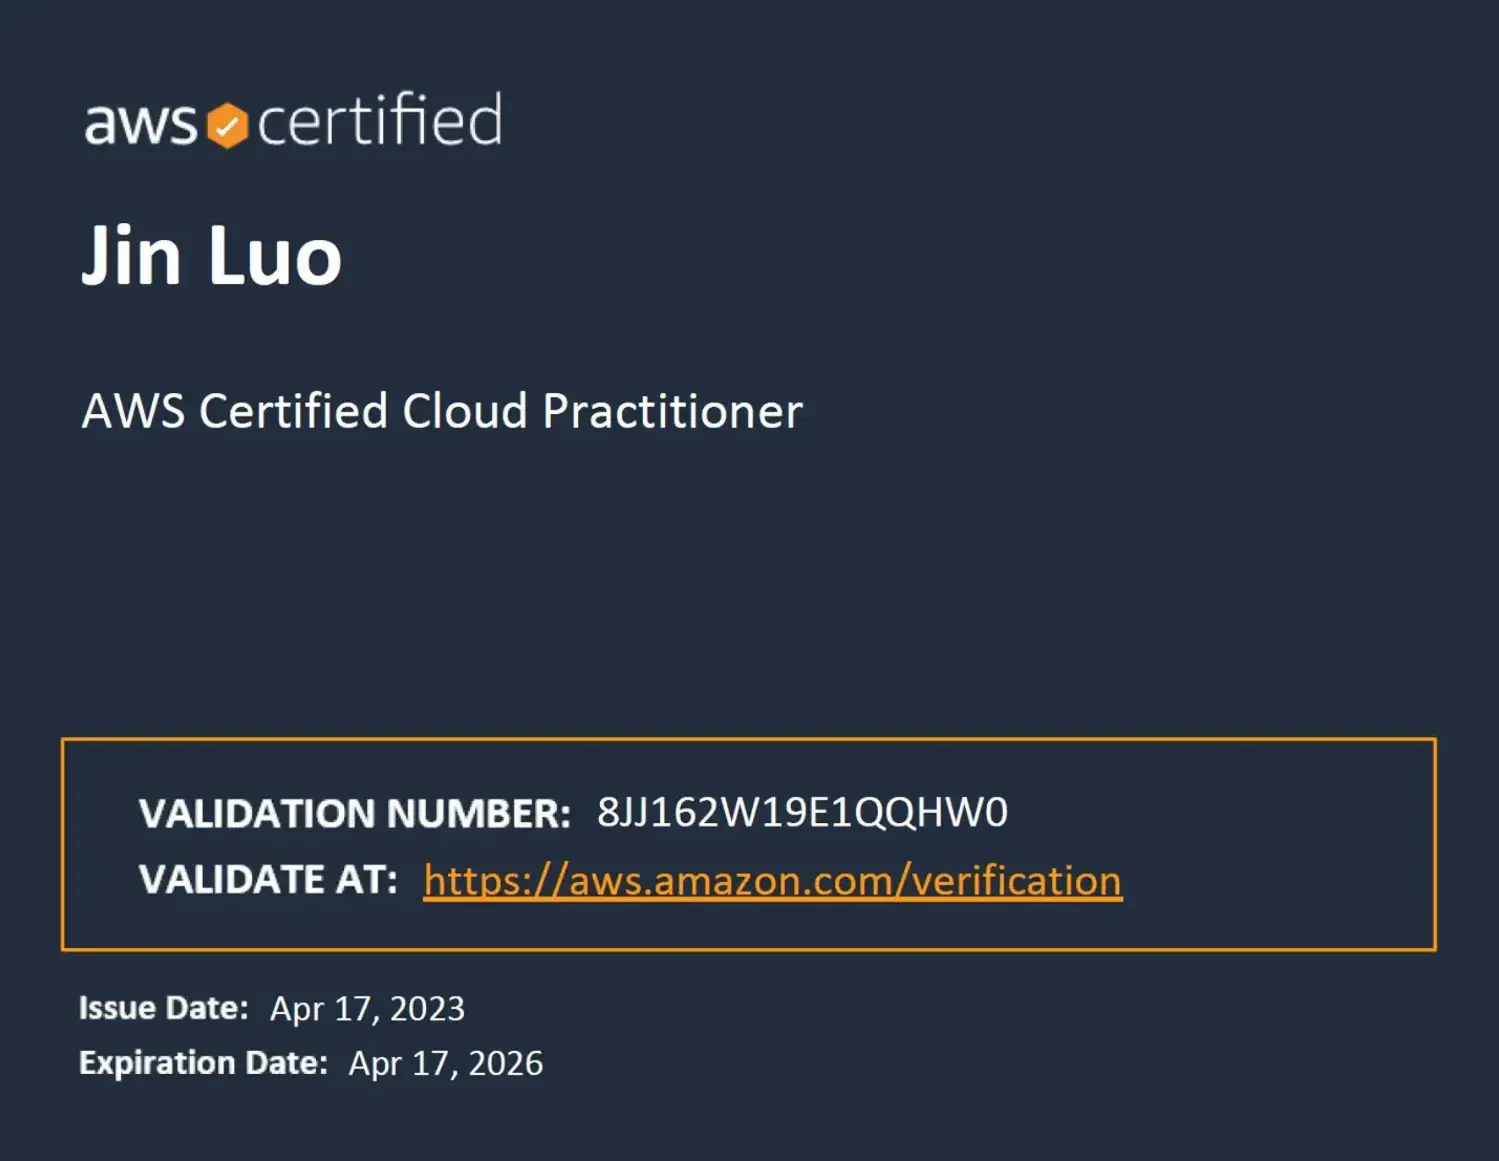 aws certified
Jin Luo
AWS Certified Cloud Practitioner
VALIDATION NUMBER: 8JJ162W19E1QQHW0
VALIDATE AT: https://aws.amazon.com/verification
Issue Date: Apr 17, 2023
Expiration Date: Apr 17, 2026